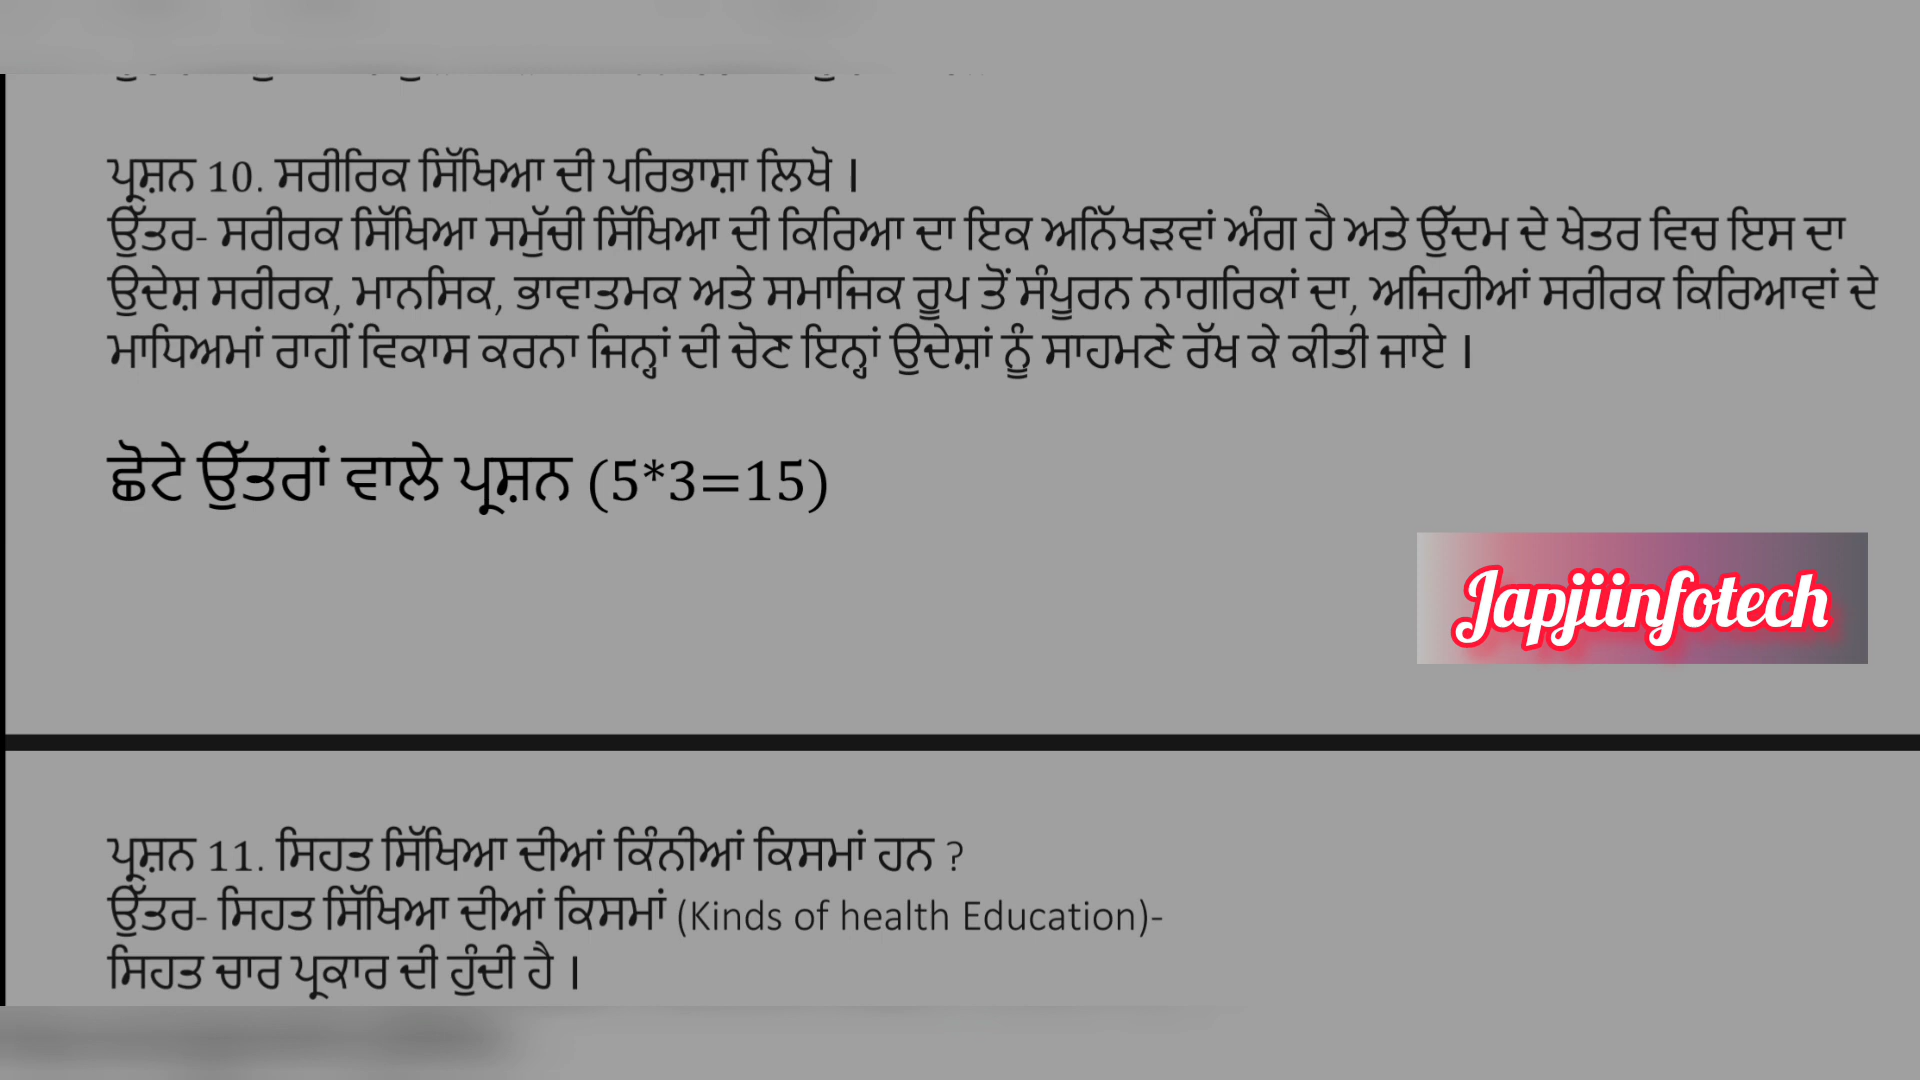 ਪ੍ਰਸ਼ਨ 10. ਸਰੀਰਿਕ ਸਿੱਖਿਆ ਦੀ ਪਰਿਭਾਸ਼ਾ ਲਿਖੋ ।
ਉੱਤਰ- ਸਰੀਰਕ ਸਿੱਖਿਆ ਸਮੁੱਚੀ ਸਿੱਖਿਆ ਦੀ ਕਿਰਿਆ ਦਾ ਇਕ ਅਨਿੱਖੜਵਾਂ ਅੰਗ ਹੈ ਅਤੇ ਉੱਦਮ ਦੇ ਖੇਤਰ ਵਿਚ ਇਸ ਦਾ
ਉਦੇਸ਼ ਸਰੀਰਕ, ਮਾਨਸਿਕ, ਭਾਵਾਤਮਕ ਅਤੇ ਸਮਾਜਿਕ ਰੂਪ ਤੋਂ ਸੰਪੂਰਨ ਨਾਗਰਿਕਾਂ ਦਾ, ਅਜਿਹੀਆਂ ਸਰੀਰਕ ਕਿਰਿਆਵਾਂ ਦੇ
ਮਾਧਿਅਮਾਂ ਰਾਹੀਂ ਵਿਕਾਸ ਕਰਨਾ ਜਿਨ੍ਹਾਂ ਦੀ ਚੋਣ ਇਨ੍ਹਾਂ ਉਦੇਸ਼ਾਂ ਨੂੰ ਸਾਹਮਣੇ ਰੱਖ ਕੇ ਕੀਤੀ ਜਾਏ ।
ਛੋਟੇ ਉੱਤਰਾਂ ਵਾਲੇ ਪ੍ਰਸ਼ਨ (5*3=15)
Japjiinfotech
ਪ੍ਰਸ਼ਨ 11. ਸਿਹਤ ਸਿੱਖਿਆ ਦੀਆਂ ਕਿੰਨੀਆਂ ਕਿਸਮਾਂ ਹਨ ?
ਉੱਤਰ- ਸਿਹਤ ਸਿੱਖਿਆ ਦੀਆਂ ਕਿਸਮਾਂ (Kinds of health Education)-
ਸਿਹਤ ਚਾਰ ਪ੍ਰਕਾਰ ਦੀ ਹੁੰਦੀ ਹੈ ।